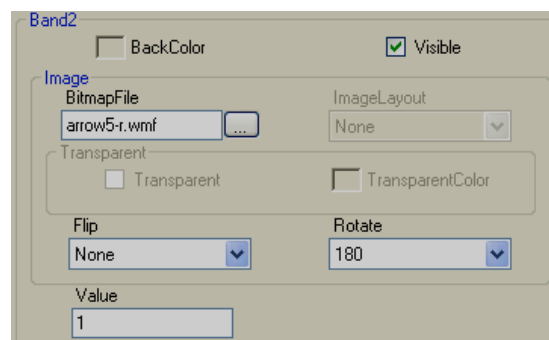 Band2
BackColor Visible
Image
BitmapFile ImageLayout
arrow5-r.wmf ... None
Transparent
Transparent TransparentColor
Flip Rotate
None 180
Value
1